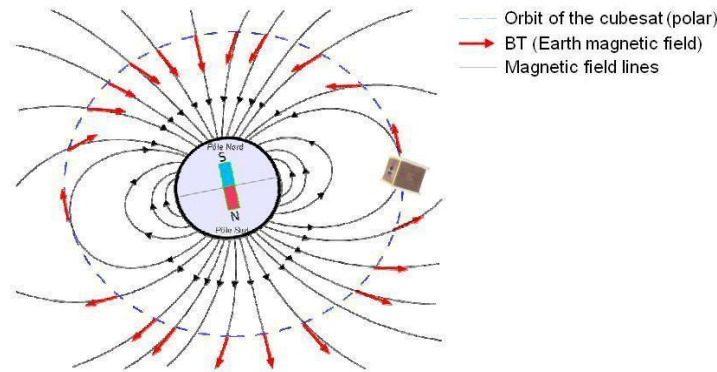 Orbit of the cubesat (polar)
BT (Earth magnetic field)
Magnetic field lines
Pôle Nord
S
N
Pôle Sud